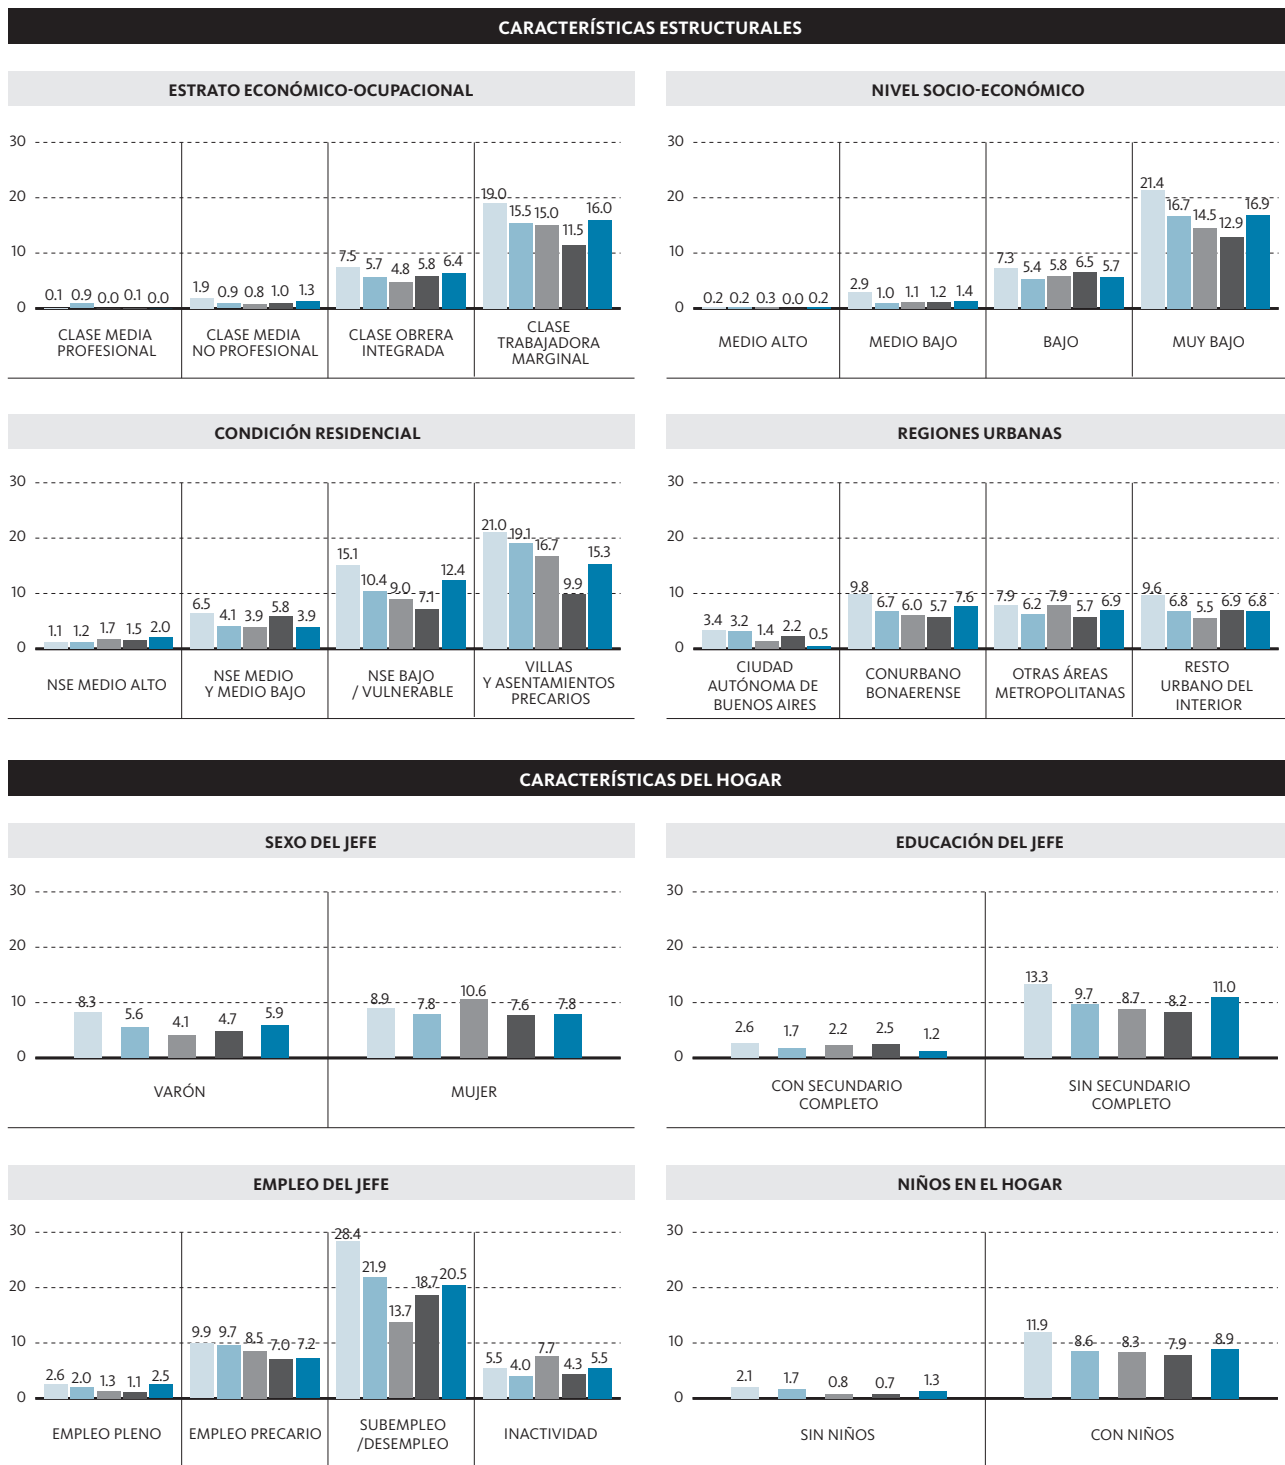 CARACTERÍSTICAS ESTRUCTURALES
ESTRATO ECONÓMICO-OCUPACIONAL
30
20
10
0
0.1 0.9 0.0 0.1 0.0
1.9 0.9 0.8 1.0 1.3
7.5 5.7 4.8 5.8 6.4
19.0 15.5 15.0 11.5 16.0
CLASE MEDIA
PROFESIONAL
CLASE MEDIA
NO PROFESIONAL
CLASE OBRERA
INTEGRADA
CLASE
TRABAJADORA
MARGINAL
NIVEL SOCIO-ECONÓMICO
30
20
10
0
0.2 0.2 0.3 0.0 0.2
2.9 1.0 1.1 1.2 1.4
7.3 5.4 5.8 6.5 5.7
21.4 16.7 14.5 12.9 16.9
MEDIO ALTO
MEDIO BAJO
BAJO
MUY BAJO
CONDICIÓN RESIDENCIAL
30
20
10
0
1.1 1.2 1.7 1.5 2.0
6.5 4.1 3.9 5.8 3.9
15.1 10.4 9.0 7.1 12.4
21.0 19.1 16.7 9.9 15.3
NSE MEDIO ALTO
NSE MEDIO
Y MEDIO BAJO
NSE BAJO
/ VULNERABLE
VILLAS
Y ASENTAMIENTOS
PRECARIOS
REGIONES URBANAS
30
20
10
0
3.4 3.2 1.4 2.2 0.5
9.8 6.7 6.0 5.7 7.6
7.9 6.2 7.9 5.7 6.9
9.6 6.8 5.5 6.9 6.8
CIUDAD
AUTÓNOMA DE
BUENOS AIRES
CONURBANO
BONAERENSE
OTRAS ÁREAS
METROPOLITANAS
RESTO
URBANO DEL
INTERIOR
CARACTERÍSTICAS DEL HOGAR
SEXO DEL JEFE
30
20
10
0
8.3 5.6 4.1 4.7 5.9
8.9 7.8 10.6 7.6 7.8
VARÓN
MUJER
EDUCACIÓN DEL JEFE
30
20
10
0
2.6 1.7 2.2 2.5 1.2
13.3 9.7 8.7 8.2 11.0
CON SECUNDARIO
COMPLETO
SIN SECUNDARIO
COMPLETO
EMPLEO DEL JEFE
30
20
10
0
2.6 2.0 1.3 1.1 2.5
9.9 9.7 8.5 7.0 7.2
28.4 21.9 13.7 18.7 20.5
5.5 4.0 7.7 4.3 5.5
EMPLEO PLENO
EMPLEO PRECARIO
SUBEMPLEO
/DESEMPLEO
INACTIVIDAD
NIÑOS EN EL HOGAR
30
20
10
0
2.1 1.7 0.8 0.7 1.3
11.9 8.6 8.3 7.9 8.9
SIN NIÑOS
CON NIÑOS